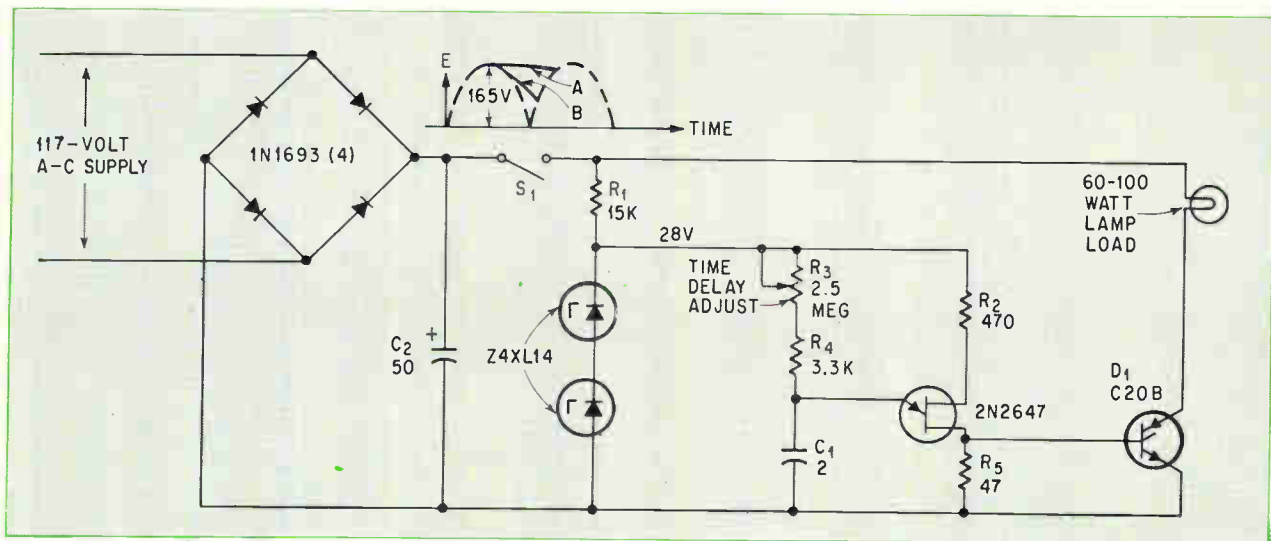 117-VOLT
A-C SUPPLY
1N1693 (4)
E
165V
A
B
TIME
S1
R1
15K
28V
TIME
DELAY
ADJUST
R3
2.5
MEG
R4
3.3K
R2
470
C2
50
+
Z4XL14
C1
2
2N2647
R5
47
D1
C20B
60-100
WATT
LAMP
LOAD